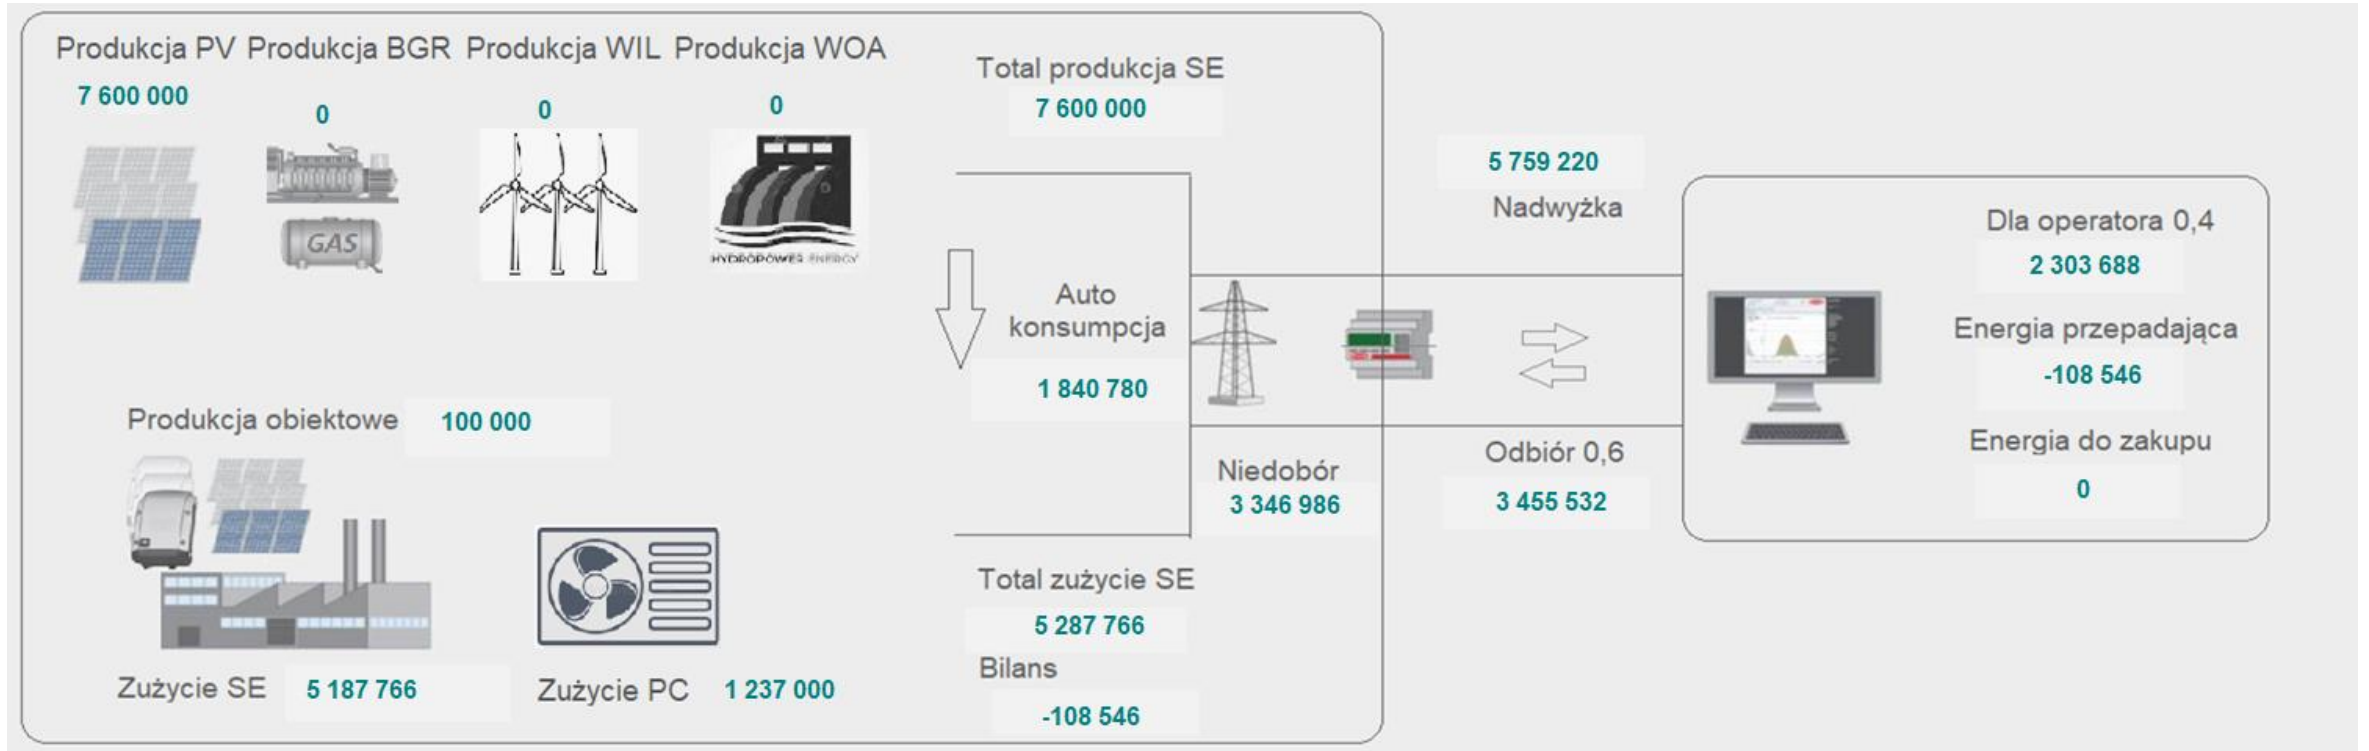 Produkcja PV Produkcja BGR Produkcja WIL Produkcja WOA
7 600 000
0
0
0
GAS
HYDROPOWER ENERGY
Total produkcja SE
7 600 000
Auto
konsumpcja
1 840 780
5 759 220
Nadwyżka
Dla operatora 0,4
2 303 688
Energia przepadająca
-108 546
Energia do zakupu
0
Produkcja obiektowe 100 000
Niedobór
3 346 986
Odbiór 0,6
3 455 532
Total zużycie SE
5 287 766
Bilans
-108 546
Zużycie SE 5 187 766
Zużycie PC 1 237 000